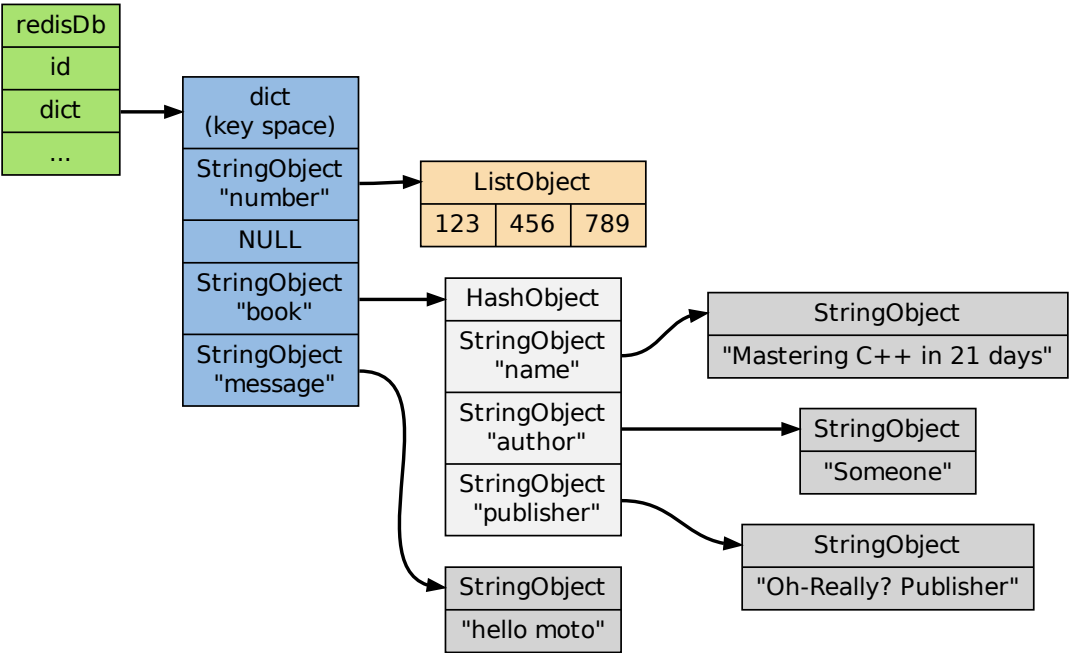 redisDb
id
dict
...
dict
(key space)
StringObject
"number"
NULL
StringObject
"book"
StringObject
"message"
ListObject
123 456 789
HashObject
StringObject
"name"
StringObject
"author"
StringObject
"publisher"
StringObject
"Mastering C++ in 21 days"
StringObject
"Someone"
StringObject
"Oh-Really? Publisher"
StringObject
"hello moto"